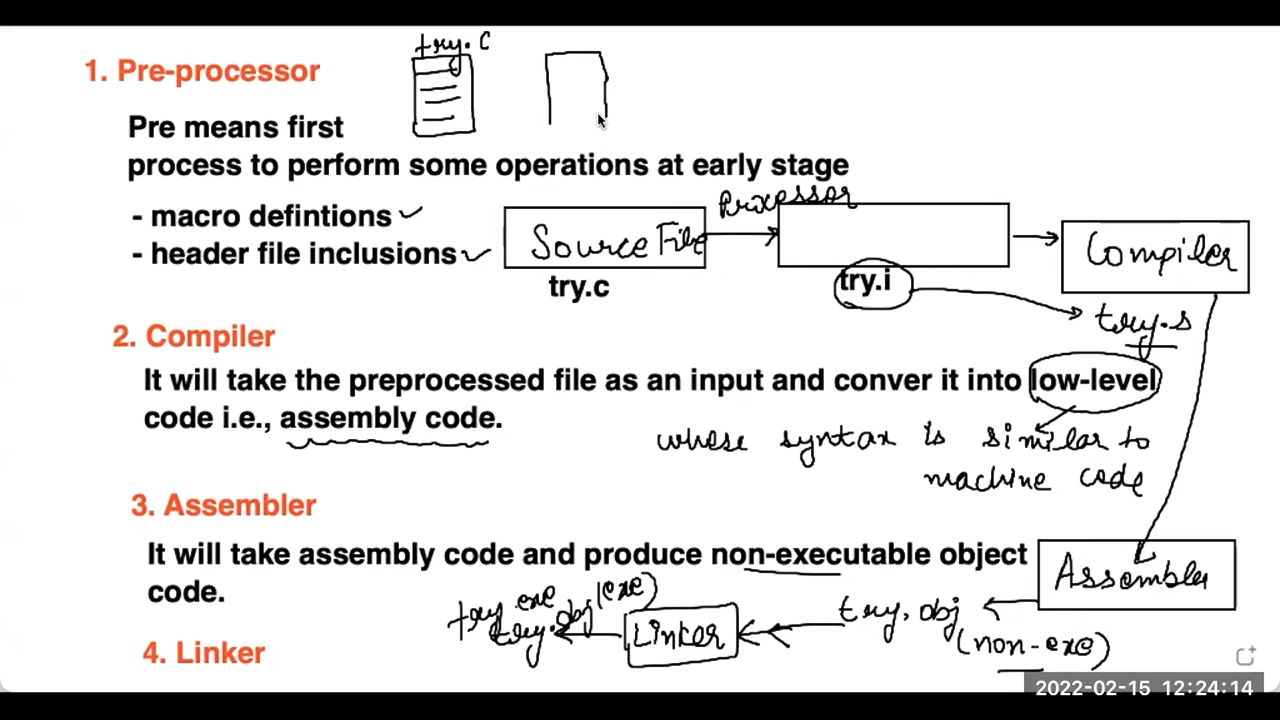 try.c
1. Pre-processor
Pre means first
process to perform some operations at early stage
- macro defintions
- header file inclusions
Source File
try.c
Processor
try.i
Compiler
try.s
2. Compiler
It will take the preprocessed file as an input and conver it into low-level
code i.e., assembly code.
whose syntax is similar to
machine code
3. Assembler
It will take assembly code and produce non-executable object
code.
Assembler
try.obj
(non-exe)
Linker
try.obj (exe)
try exe
4. Linker
2022-02-15 12:24:14